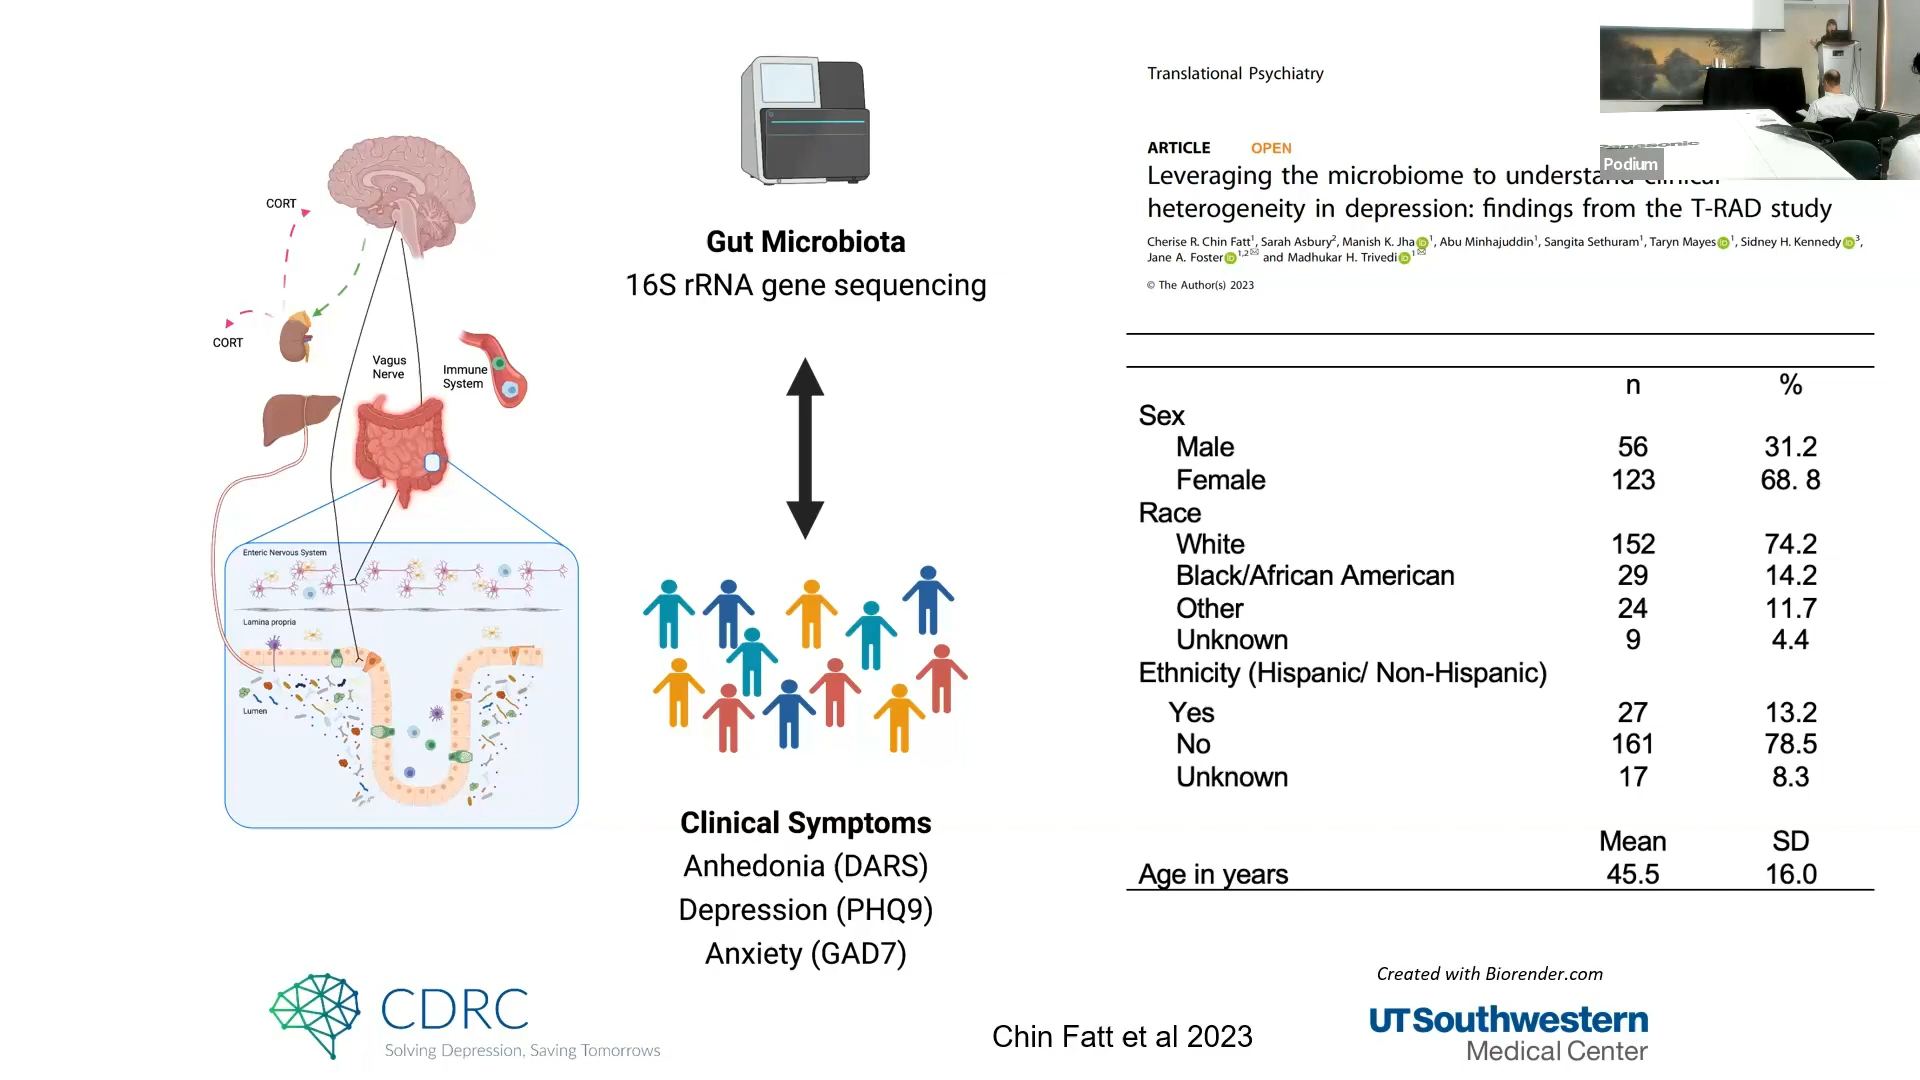 CORT
CORT
Vagus
Nerve
Immune
System
Enteric Nervous System
Lamina propria
Lumen
Gut Microbiota
16S rRNA gene sequencing
Clinical Symptoms
Anhedonia (DARS)
Depression (PHQ9)
Anxiety (GAD7)
Translational Psychiatry
ARTICLE OPEN
Leveraging the microbiome to understand clinical
heterogeneity in depression: findings from the T-RAD study
Cherise R. Chin Fatt1, Sarah Asbury2, Manish K. Jha1, Abu Minhajuddin1, Sangita Sethuram1, Taryn Mayes1, Sidney H. Kennedy3,
Jane A. Foster1,2✉ and Madhukar H. Trivedi1✉
© The Author(s) 2023
Panasonic
Podium
n %
Sex
Male 56 31.2
Female 123 68. 8
Race
White 152 74.2
Black/African American 29 14.2
Other 24 11.7
Unknown 9 4.4
Ethnicity (Hispanic/ Non-Hispanic)
Yes 27 13.2
No 161 78.5
Unknown 17 8.3
Mean SD
Age in years 45.5 16.0
Created with Biorender.com
CDRC
Solving Depression, Saving Tomorrows
Chin Fatt et al 2023
UTSouthwestern
Medical Center